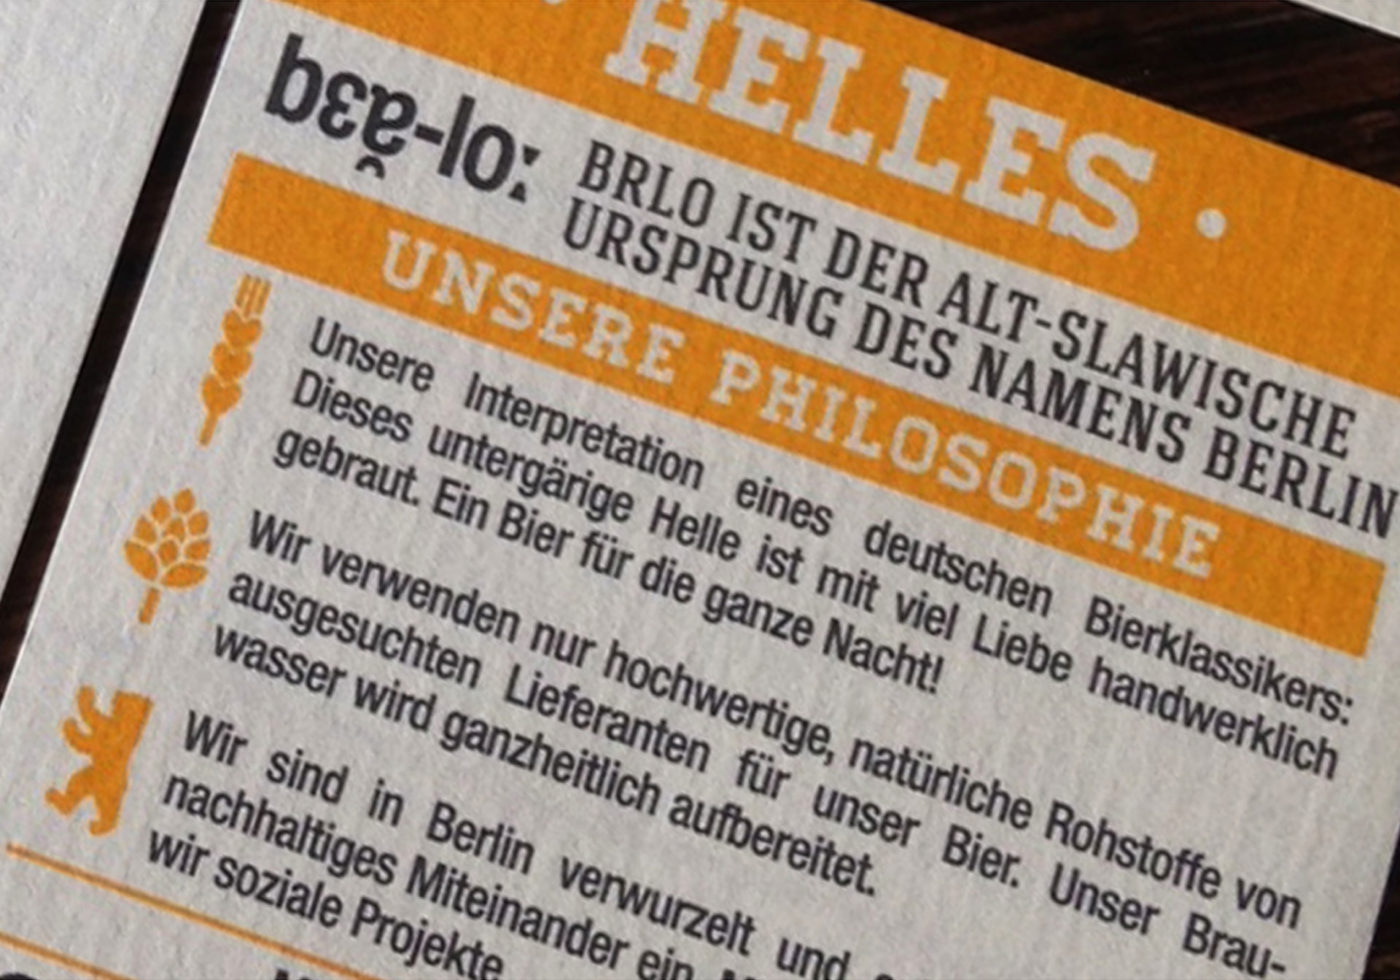 HELLES ·
bɛɐ̯-loː
BRLO IST DER ALT-SLAWISCHE
URSPRUNG DES NAMENS BERLIN
UNSERE PHILOSOPHIE
Unsere Interpretation eines deutschen Bierklassikers:
Dieses untergärige Helle ist mit viel Liebe handwerklich
gebraut. Ein Bier für die ganze Nacht!
Wir verwenden nur hochwertige, natürliche Rohstoffe von
ausgesuchten Lieferanten für unser Bier. Unser Brau-
wasser wird ganzheitlich aufbereitet.
Wir sind in Berlin verwurzelt und
nachhaltiges Miteinander ein
wir soziale Projekte